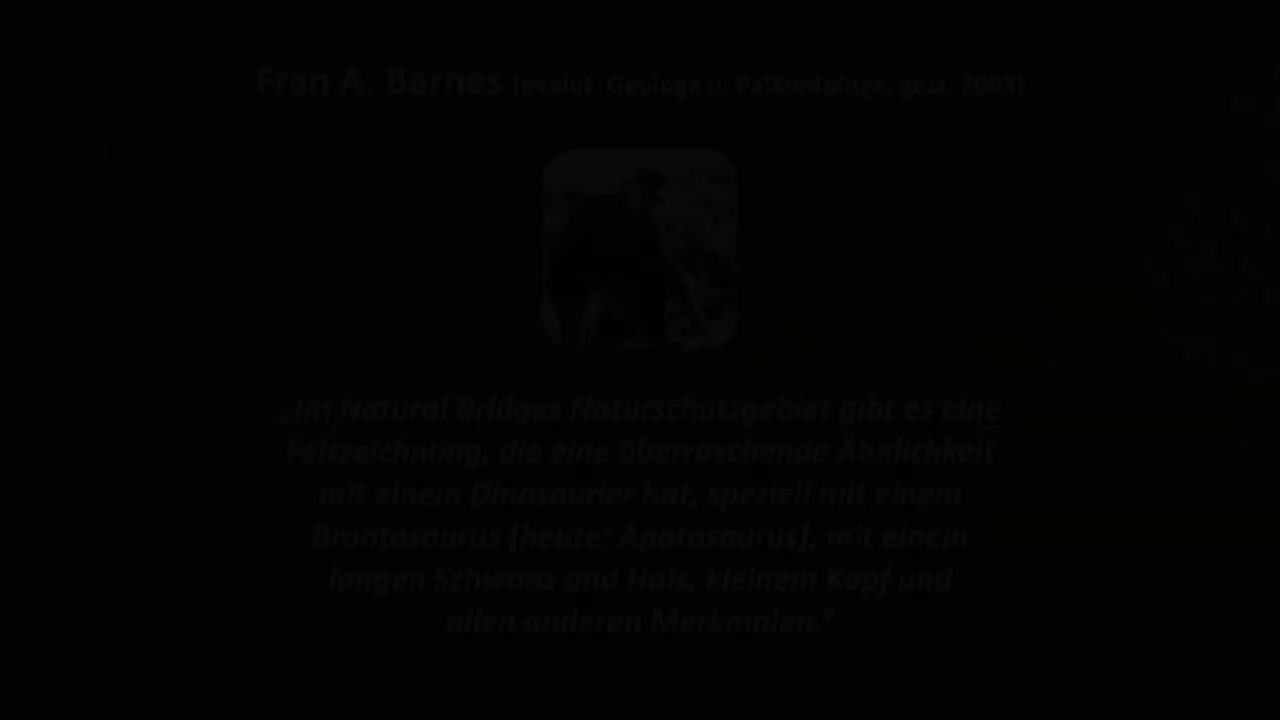 Fran A. Barnes (evolut. Geologe u. Paläontologe, gest. 2003)
„Im Natural Bridges Naturschutzgebiet gibt es eine
Felszeichnung, die eine überraschende Ähnlichkeit
mit einem Dinosaurier hat, speziell mit einem
Brontosaurus [heute: Apatosaurus], mit einem
langen Schwanz und Hals, kleinem Kopf und
allen anderen Merkmalen.“